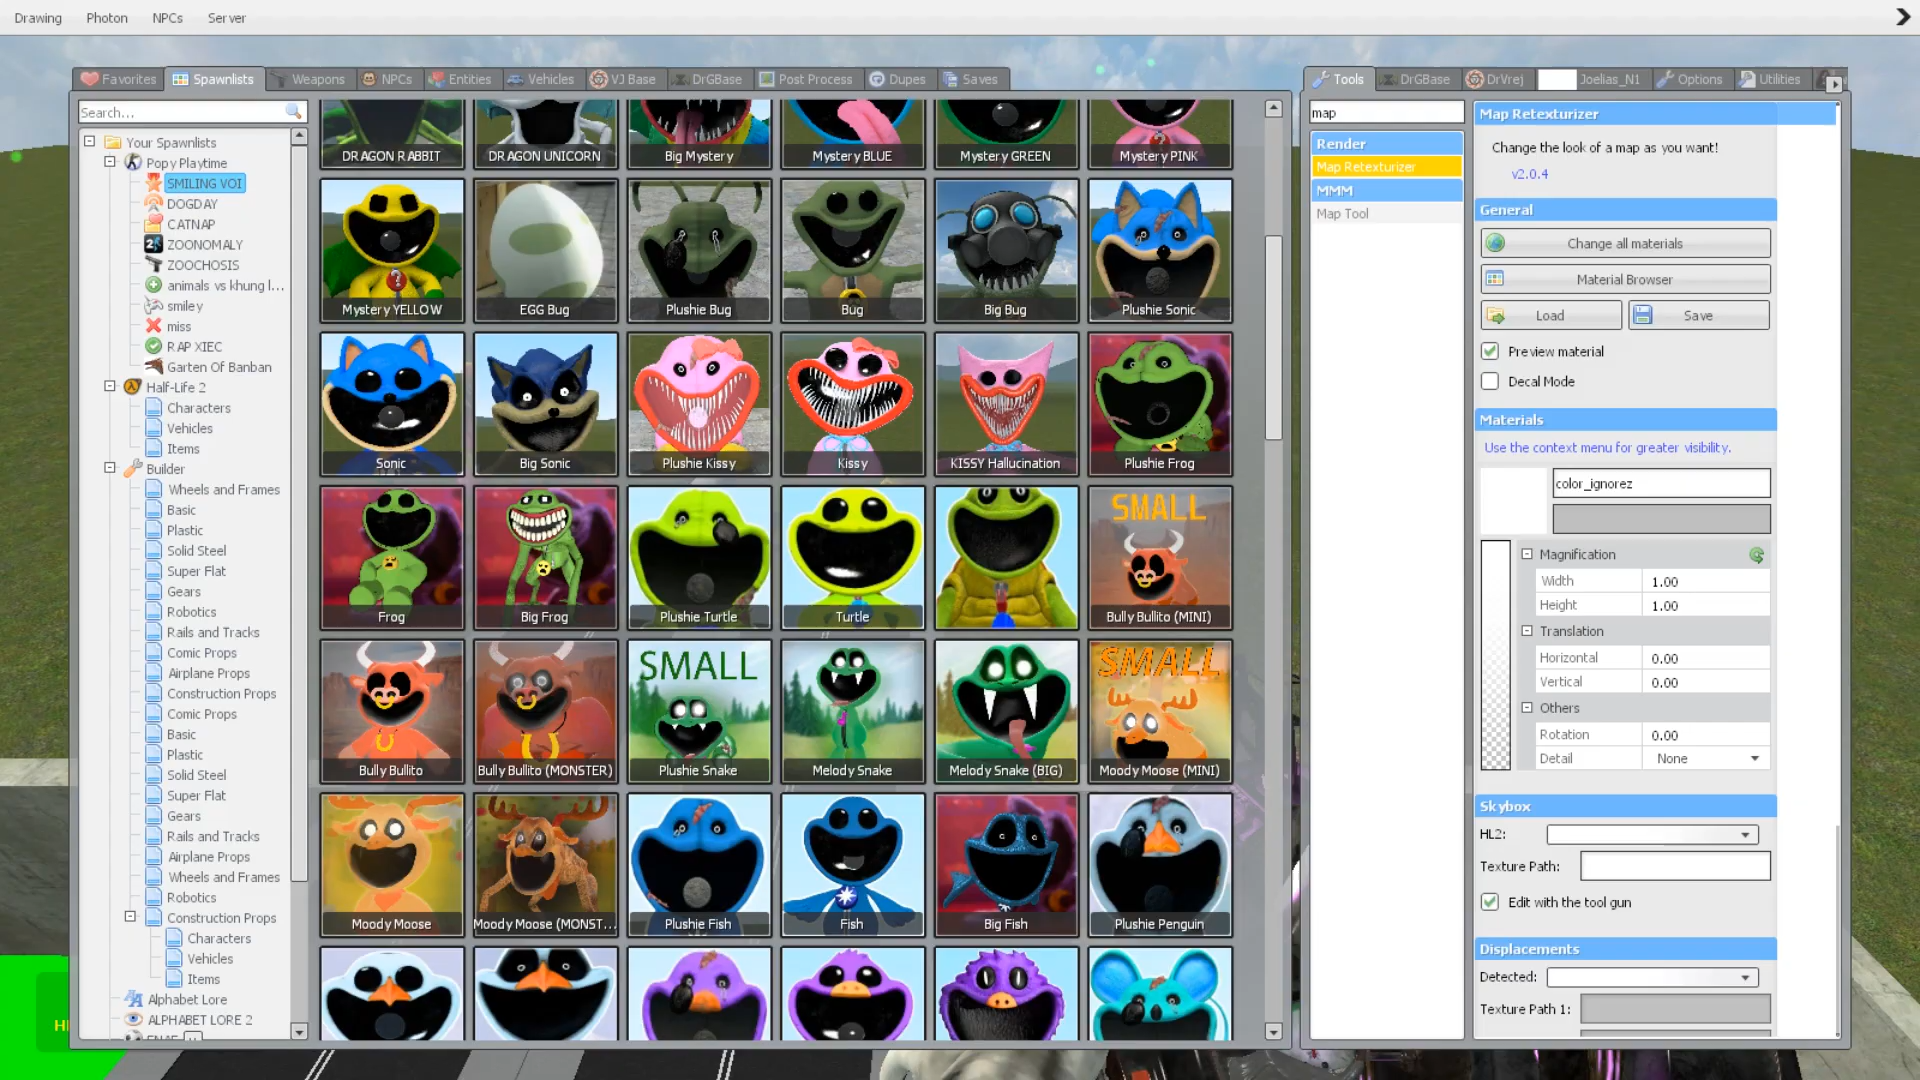 Drawing Photon NPCs Server
Favorites Spawnlists Weapons NPCs Entities Vehicles VJ Base DrGBase Post Process Dupes Saves
Search...
Your Spawnlists
Popy Playtime
SMILING VOI
DOGDAY
CATNAP
ZOONOMALY
ZOOCHOSIS
animals vs khung l...
smiley
miss
RAP XIEC
Garten Of Banban
Half-Life 2
Characters
Vehicles
Items
Builder
Wheels and Frames
Basic
Plastic
Solid Steel
Super Flat
Gears
Robotics
Rails and Tracks
Comic Props
Airplane Props
Construction Props
Comic Props
Basic
Plastic
Solid Steel
Super Flat
Gears
Rails and Tracks
Airplane Props
Wheels and Frames
Robotics
Construction Props
Characters
Vehicles
Items
Alphabet Lore
ALPHABET LORE 2
DRAGON RABBIT DRAGON UNICORN Big Mystery Mystery BLUE Mystery GREEN Mystery PINK
Mystery YELLOW EGG Bug Plushie Bug Bug Big Bug Plushie Sonic
Sonic Big Sonic Plushie Kissy Kissy KISSY Hallucination Plushie Frog
SMALL
Frog Big Frog Plushie Turtle Turtle Bully Bullito (MINI)
SMALL SMALL
Bully Bullito Bully Bullito (MONSTER) Plushie Snake Melody Snake Melody Snake (BIG) Moody Moose (MINI)
Moody Moose Moody Moose (MONST... Plushie Fish Fish Big Fish Plushie Penguin
Tools DrGBase DrVrej Joelias_N1 Options Utilities
map
Render
Map Retexturizer
MMM
Map Tool
Map Retexturizer
Change the look of a map as you want!
v2.0.4
General
Change all materials
Material Browser
Load Save
Preview material
Decal Mode
Materials
Use the context menu for greater visibility.
color_ignorez
Magnification
Width 1.00
Height 1.00
Translation
Horizontal 0.00
Vertical 0.00
Others
Rotation 0.00
Detail None
Skybox
HL2:
Texture Path:
Edit with the tool gun
Displacements
Detected:
Texture Path 1: